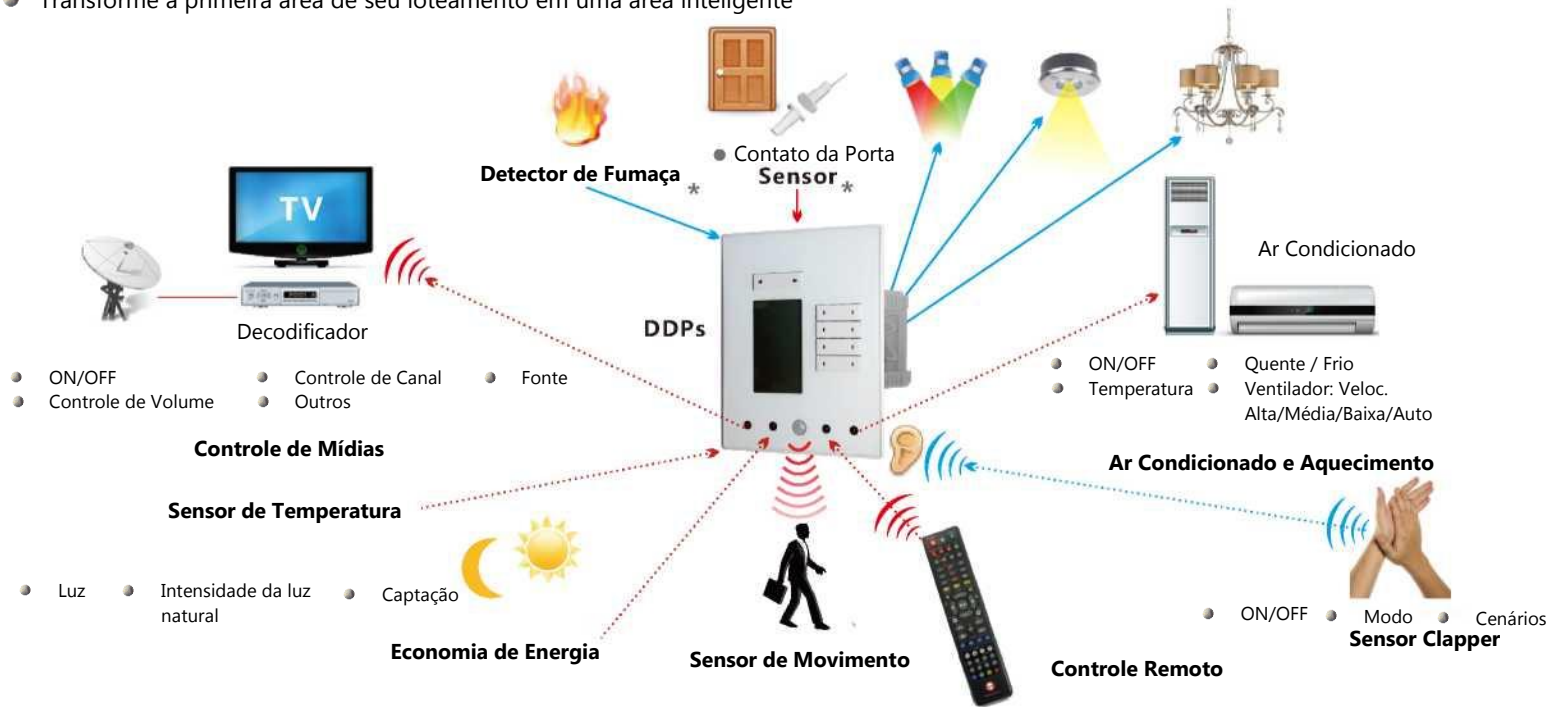 Transforme a primeira área de seu loteamento em uma área inteligente
Detector de Fumaça *
Contato da Porta
Sensor *
TV
Decodificador
ON/OFF
Controle de Canal
Fonte
Controle de Volume
Outros
Controle de Mídias
DDPs
Ar Condicionado
ON/OFF
Quente / Frio
Temperatura
Ventilador: Veloc.
Alta/Média/Baixa/Auto
Ar Condicionado e Aquecimento
Sensor de Temperatura
Luz
Intensidade da luz
natural
Captação
Economia de Energia
Sensor de Movimento
Controle Remoto
ON/OFF
Modo
Cenários
Sensor Clapper